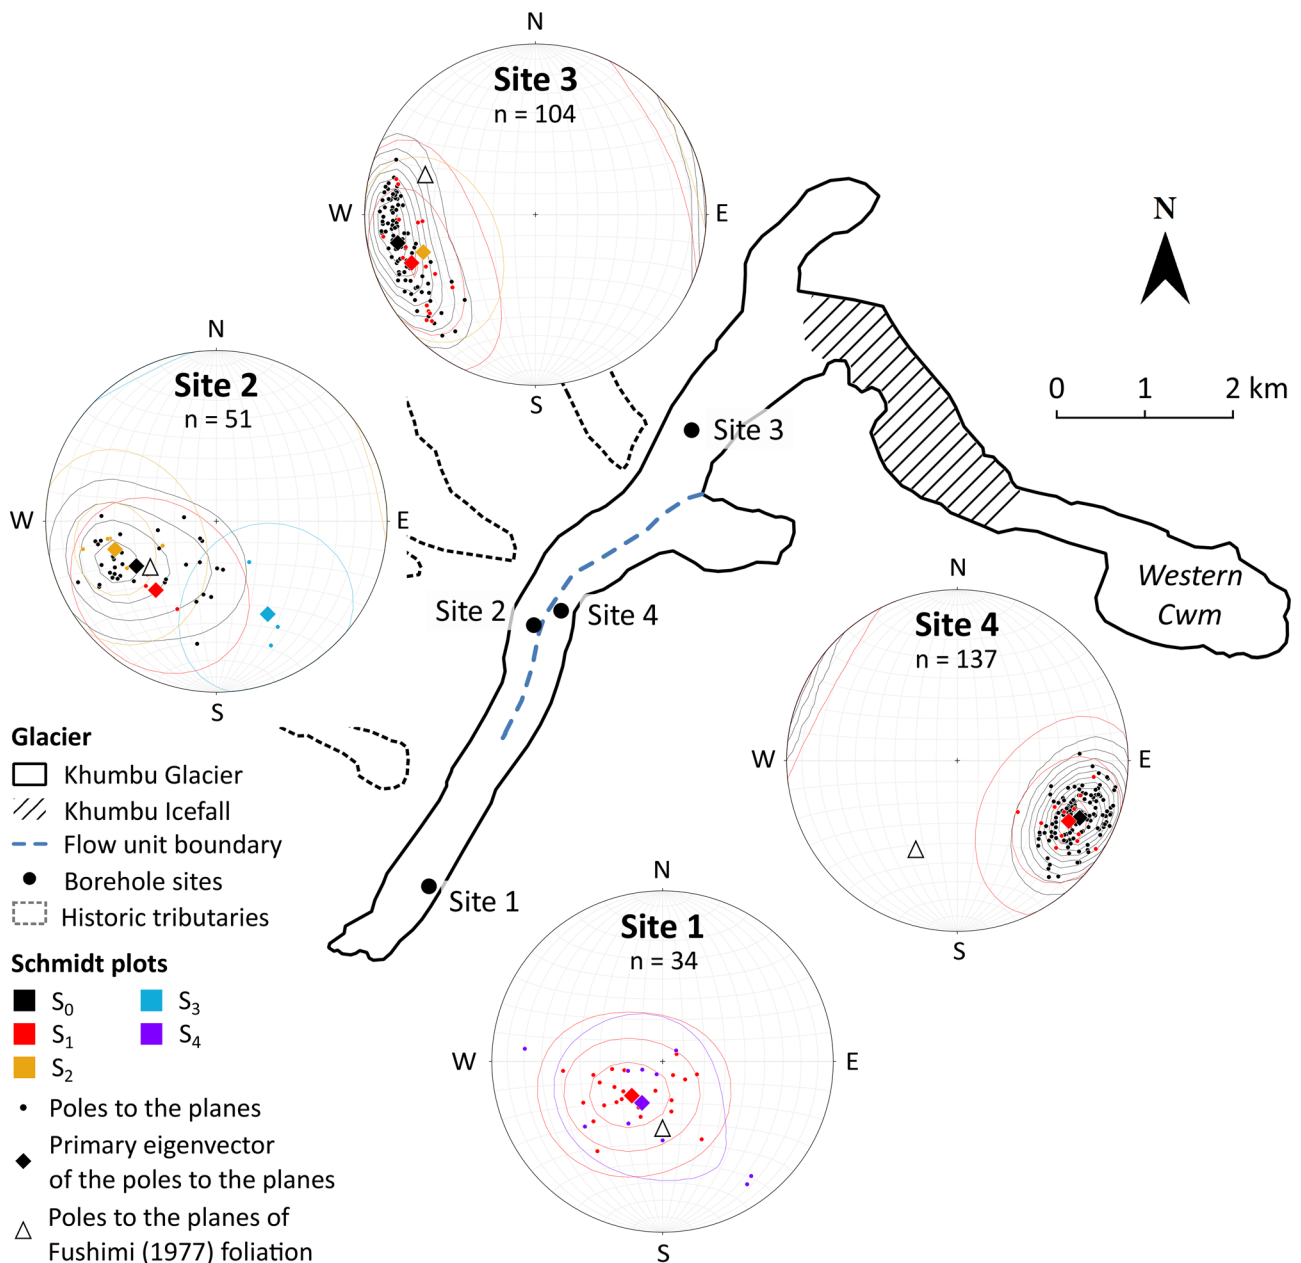 N
Site 3
n = 104
W
E
S
N
0 1 2 km
N
Site 2
n = 51
W
E
S
Site 3
Site 2
Site 4
Western
Cwm
N
Site 4
n = 137
W
E
S
Site 1
N
Site 1
n = 34
W
E
S
Glacier
Khumbu Glacier
Khumbu Icefall
Flow unit boundary
Borehole sites
Historic tributaries
Schmidt plots
S0 S3
S1 S4
S2
Poles to the planes
Primary eigenvector
of the poles to the planes
Poles to the planes of
Fushimi (1977) foliation